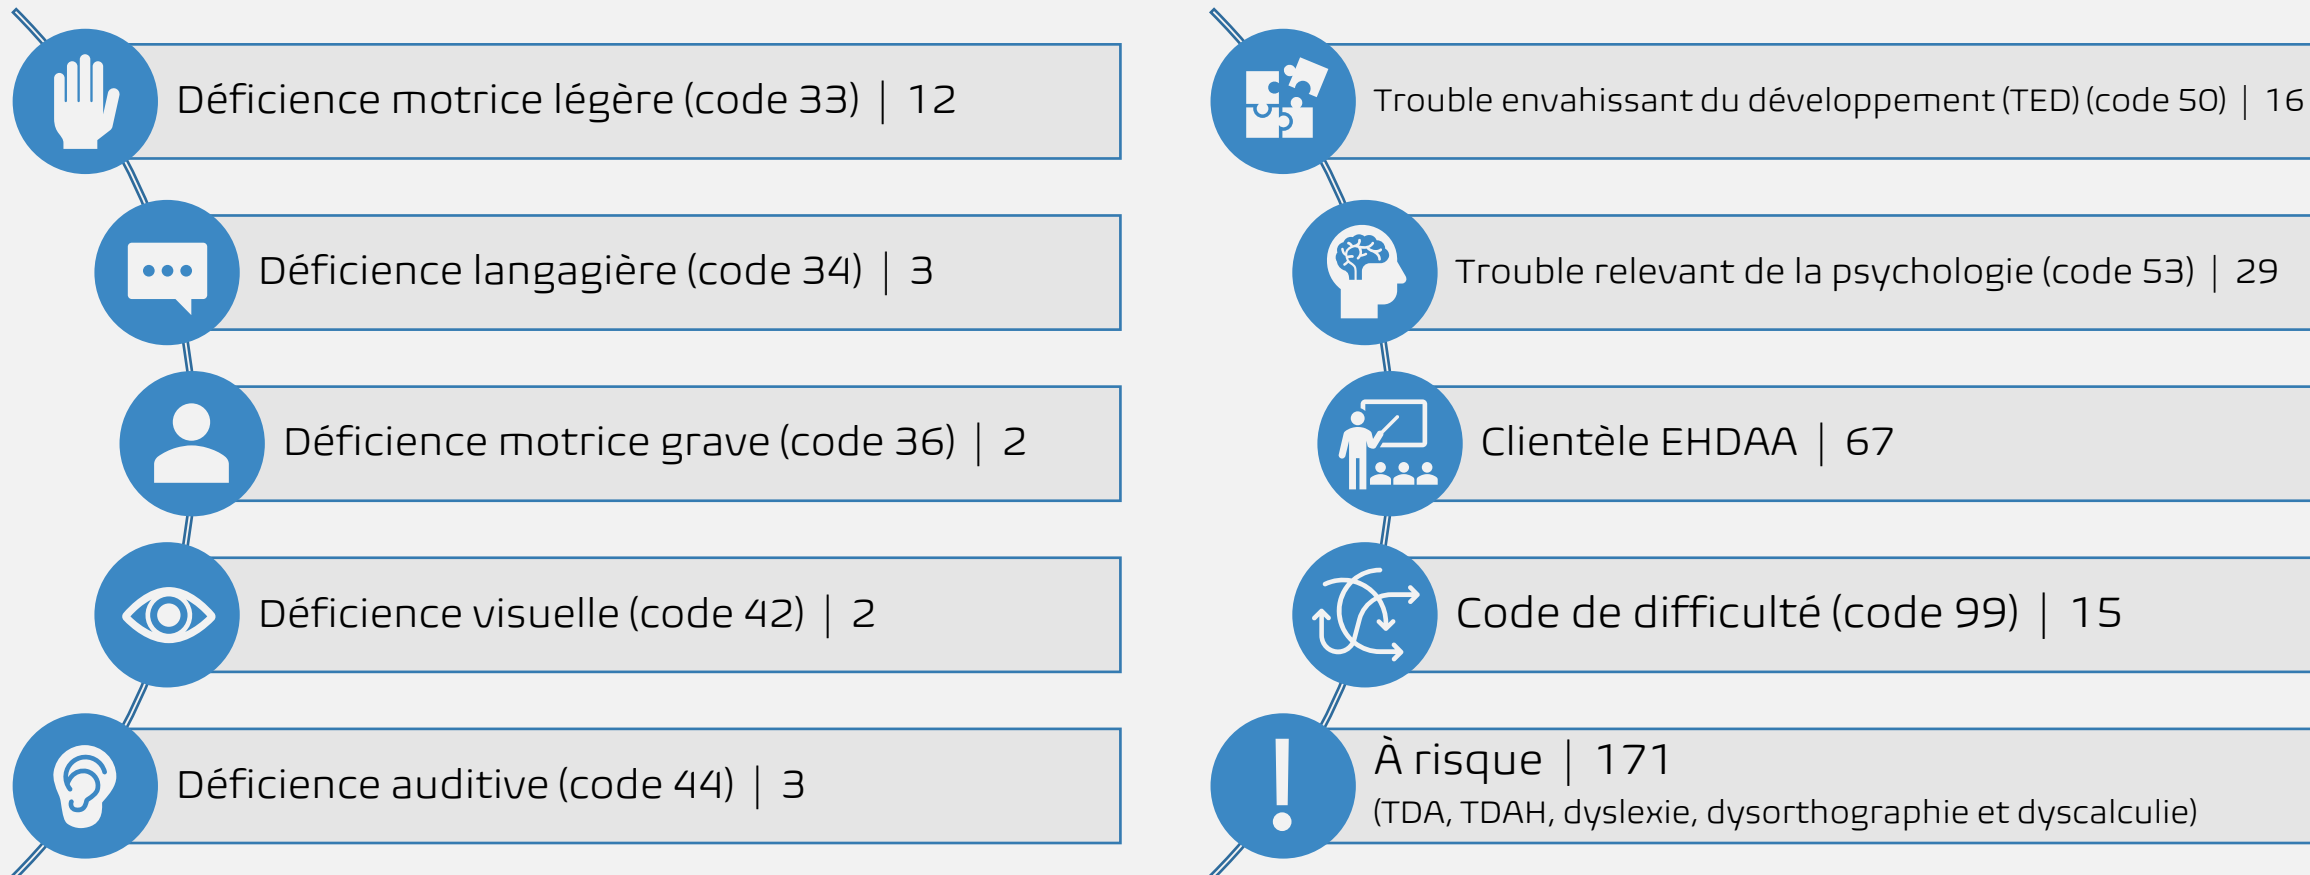 Déficience motrice légère (code 33) | 12
Déficience langagière (code 34) | 3
Déficience motrice grave (code 36) | 2
Déficience visuelle (code 42) | 2
Déficience auditive (code 44) | 3
Trouble envahissant du développement (TED) (code 50) | 16
Trouble relevant de la psychologie (code 53) | 29
Clientèle EHDAA | 67
Code de difficulté (code 99) | 15
À risque | 171
(TDA, TDAH, dyslexie, dysorthographie et dyscalculie)